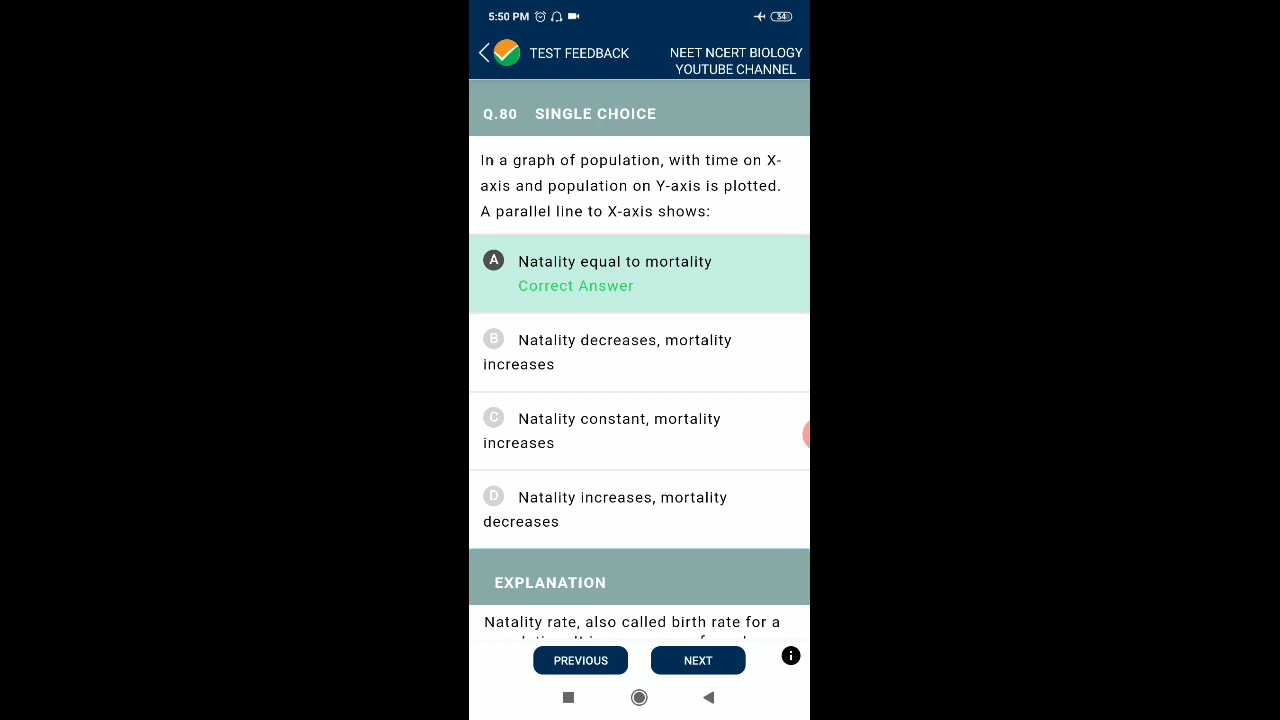 5:50 PM
34
TEST FEEDBACK
NEET NCERT BIOLOGY
YOUTUBE CHANNEL
Q.80 SINGLE CHOICE
In a graph of population, with time on X-
axis and population on Y-axis is plotted.
A parallel line to X-axis shows:
A Natality equal to mortality
Correct Answer
B Natality decreases, mortality
increases
C Natality constant, mortality
increases
D Natality increases, mortality
decreases
EXPLANATION
Natality rate, also called birth rate for a
PREVIOUS
NEXT